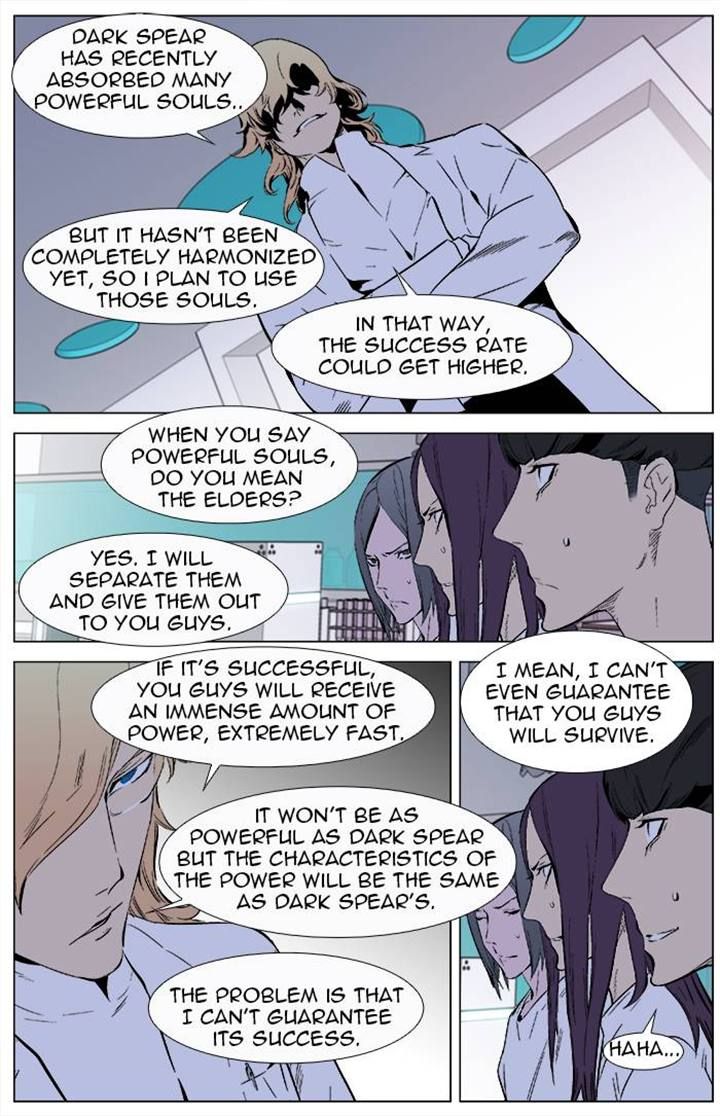 DARK SPEAR
HAS RECENTLY
ABSORBED MANY
POWERFUL SOULS..
BUT IT HASN'T BEEN
COMPLETELY HARMONIZED
YET, SO I PLAN TO USE
THOSE SOULS.
IN THAT WAY,
THE SUCCESS RATE
COULD GET HIGHER.
WHEN YOU SAY
POWERFUL SOULS,
DO YOU MEAN
THE ELDERS?
YES. I WILL
SEPARATE THEM
AND GIVE THEM OUT
TO YOU GUYS.
IF IT'S SUCCESSFUL,
YOU GUYS WILL RECEIVE
AN IMMENSE AMOUNT OF
POWER, EXTREMELY FAST.
IT WON'T BE AS
POWERFUL AS DARK SPEAR
BUT THE CHARACTERISTICS OF
THE POWER WILL BE THE SAME
AS DARK SPEAR'S.
THE PROBLEM IS THAT
I CAN'T GUARANTEE
ITS SUCCESS.
I MEAN, I CAN'T
EVEN GUARANTEE
THAT YOU GUYS
WILL SURVIVE.
HAHA...